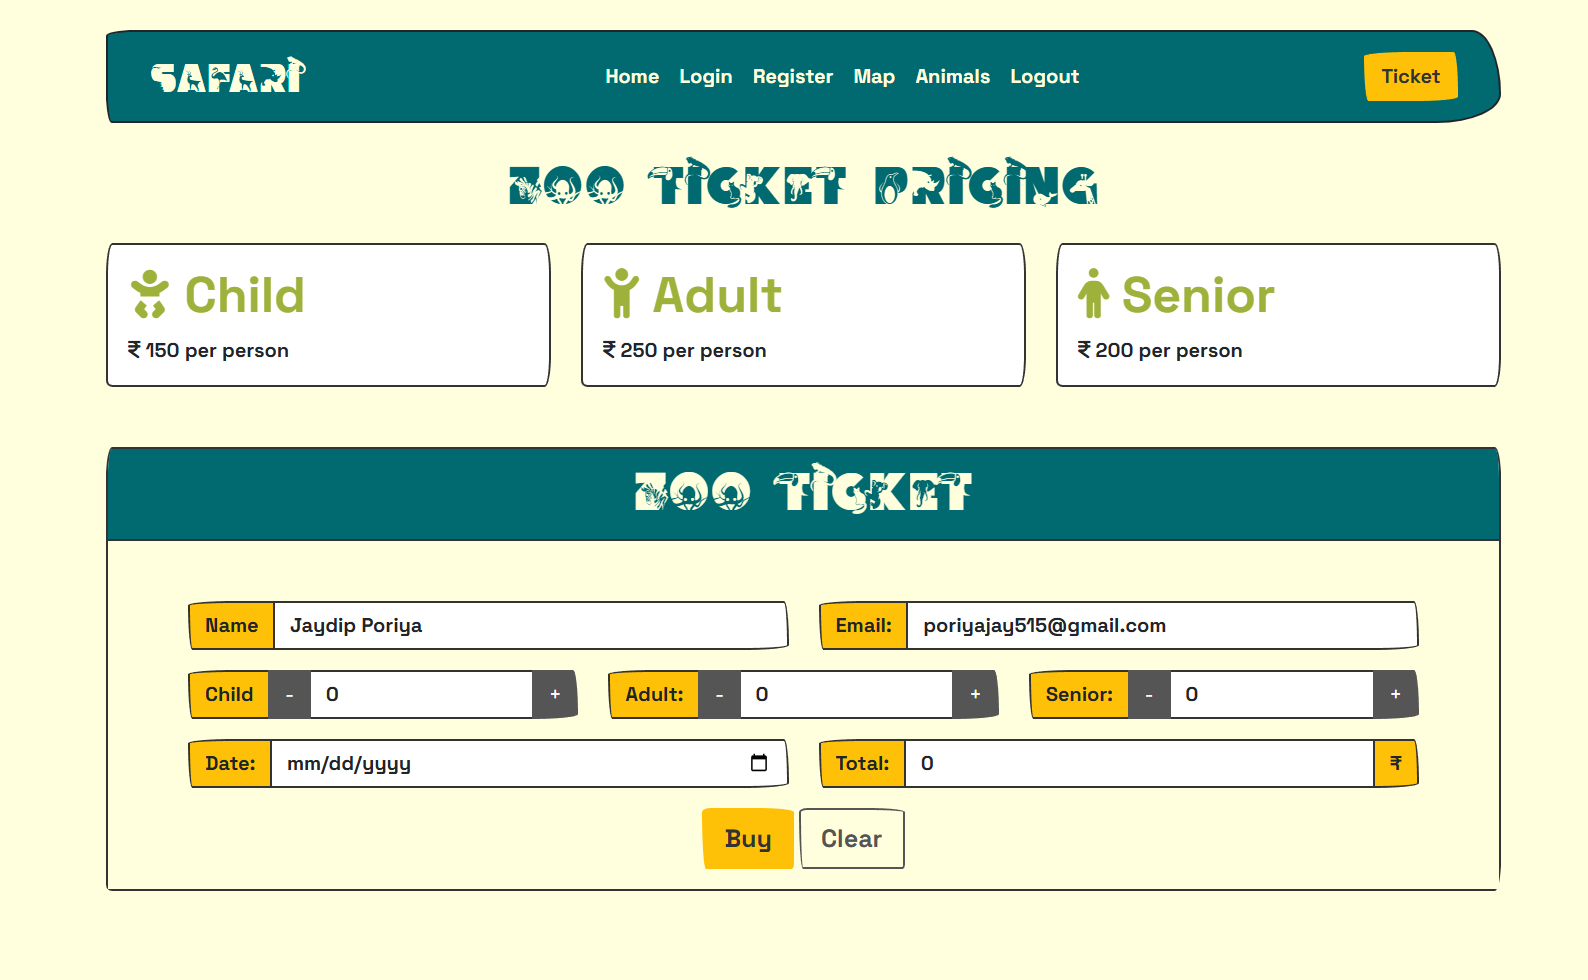 SAFARI Home Login Register Map Animals Logout Ticket
ZOO TICKET PRICING
Child Adult Senior
₹ 150 per person ₹ 250 per person ₹ 200 per person
ZOO TICKET
Name Jaydip Poriya Email: poriyajay515@gmail.com
Child - 0 + Adult: - 0 + Senior: - 0 +
Date: mm/dd/yyyy Total: 0 ₹
Buy Clear